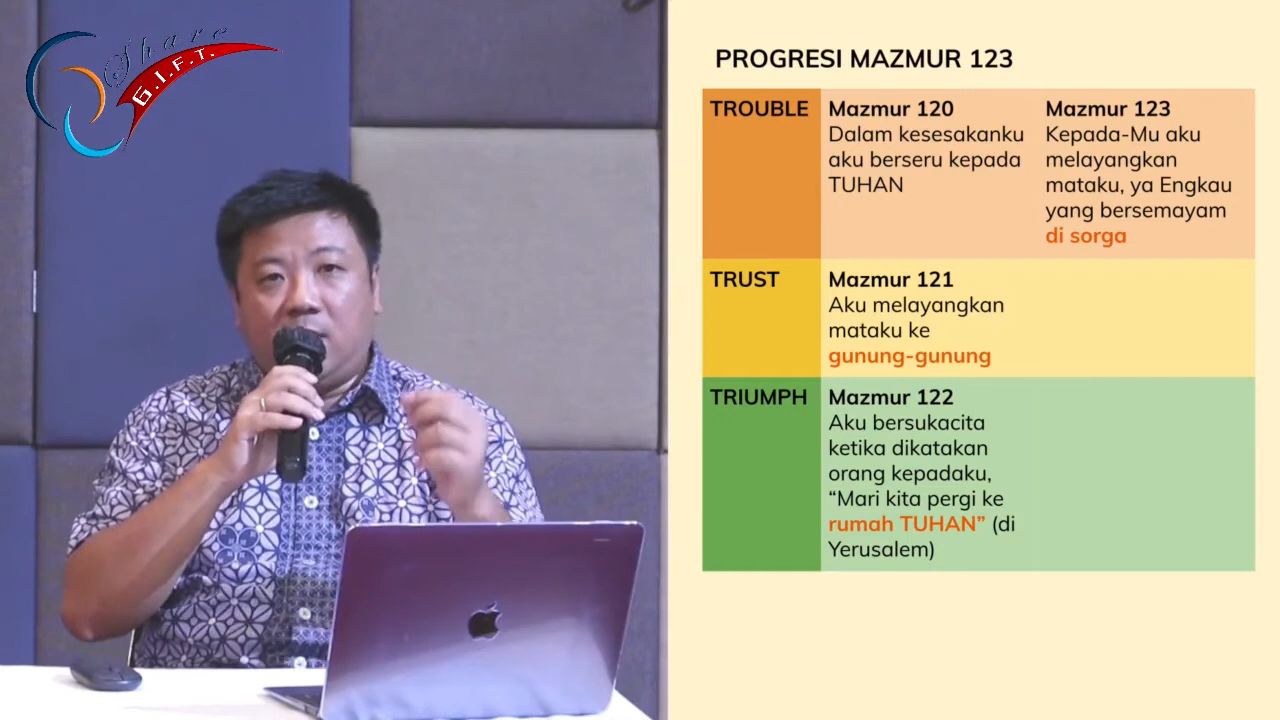 Share
G.I.F.T.
PROGRESI MAZMUR 123
TROUBLE
Mazmur 120
Dalam kesesakanku
aku berseru kepada
TUHAN
Mazmur 123
Kepada-Mu aku
melayangkan
mataku, ya Engkau
yang bersemayam
di sorga
TRUST
Mazmur 121
Aku melayangkan
mataku ke
gunung-gunung
TRIUMPH
Mazmur 122
Aku bersukacita
ketika dikatakan
orang kepadaku,
“Mari kita pergi ke
rumah TUHAN” (di
Yerusalem)